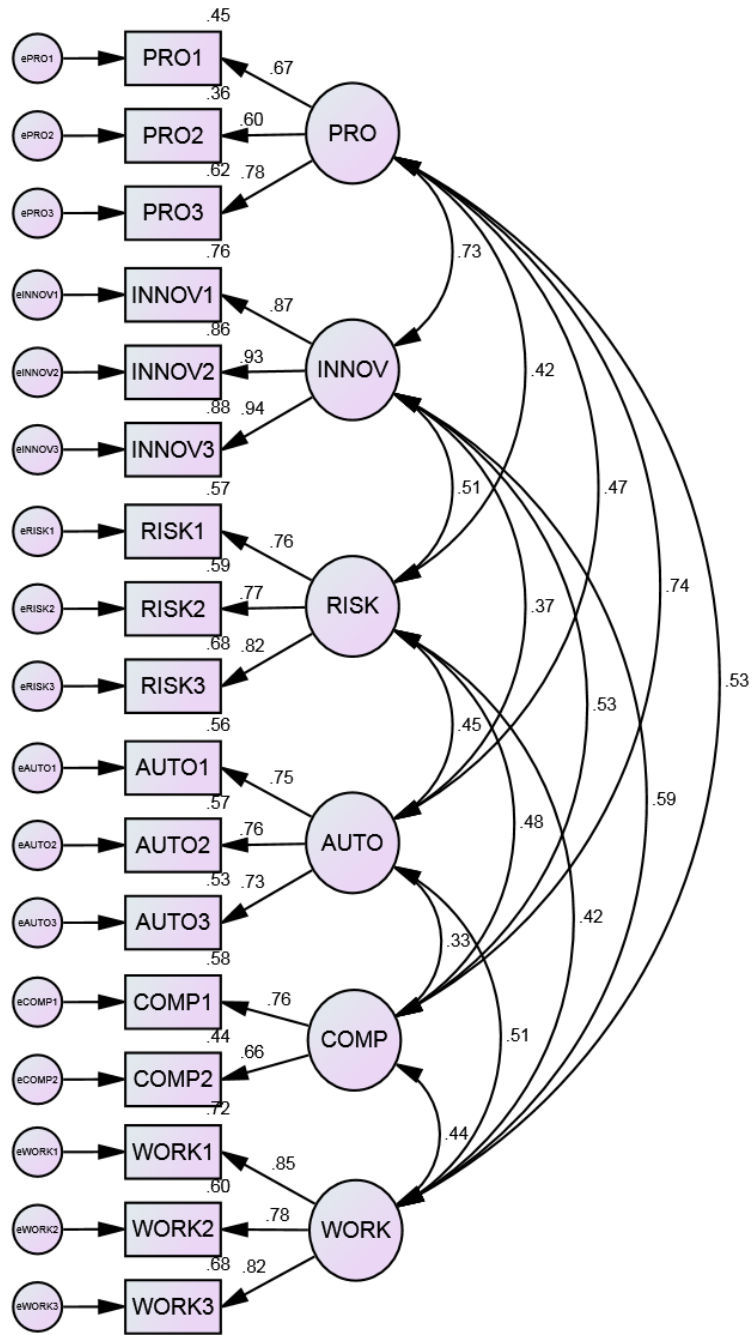 .45
ePRO1 PRO1 .67
.36
ePRO2 PRO2 .60 PRO
.62 .78
ePRO3 PRO3
.76 .73
eINNOV1 INNOV1 .87
.86
eINNOV2 INNOV2 .93 INNOV .42
.88 .94
eINNOV3 INNOV3
.57 .51 .47
eRISK1 RISK1 .76
.59
eRISK2 RISK2 .77 RISK .37 .74
.68 .82
eRISK3 RISK3 .53
.56 .45 .53
eAUTO1 AUTO1 .75
.57 .59
eAUTO2 AUTO2 .76 AUTO .48
.53 .73
eAUTO3 AUTO3 .42
.58 .33
eCOMP1 COMP1 .76
.44 COMP .51
eCOMP2 COMP2 .66
.72 .44
eWORK1 WORK1 .85
.60
eWORK2 WORK2 .78 WORK
.68 .82
eWORK3 WORK3